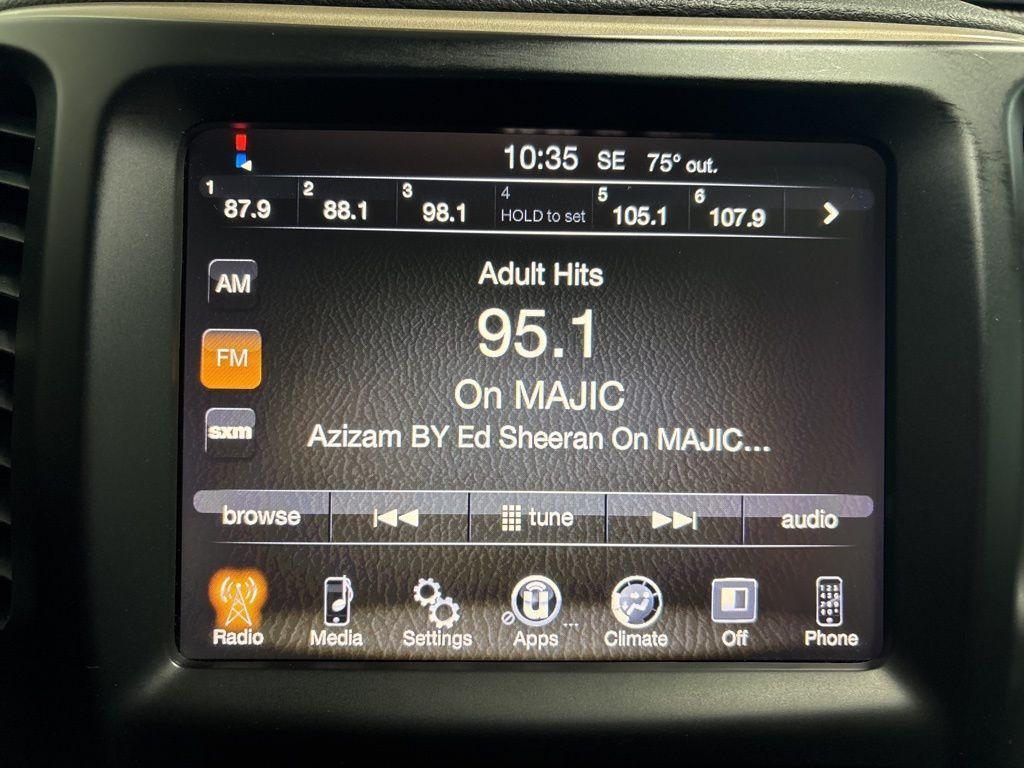 10:35 SE 75° out.
1 2 3 4 5 6
87.9 88.1 98.1 HOLD to set 105.1 107.9
AM
Adult Hits
95.1
FM
On MAJIC
sxm
Azizam BY Ed Sheeran On MAJIC...
browse tune audio
Radio Media Settings Apps ... Climate Off Phone